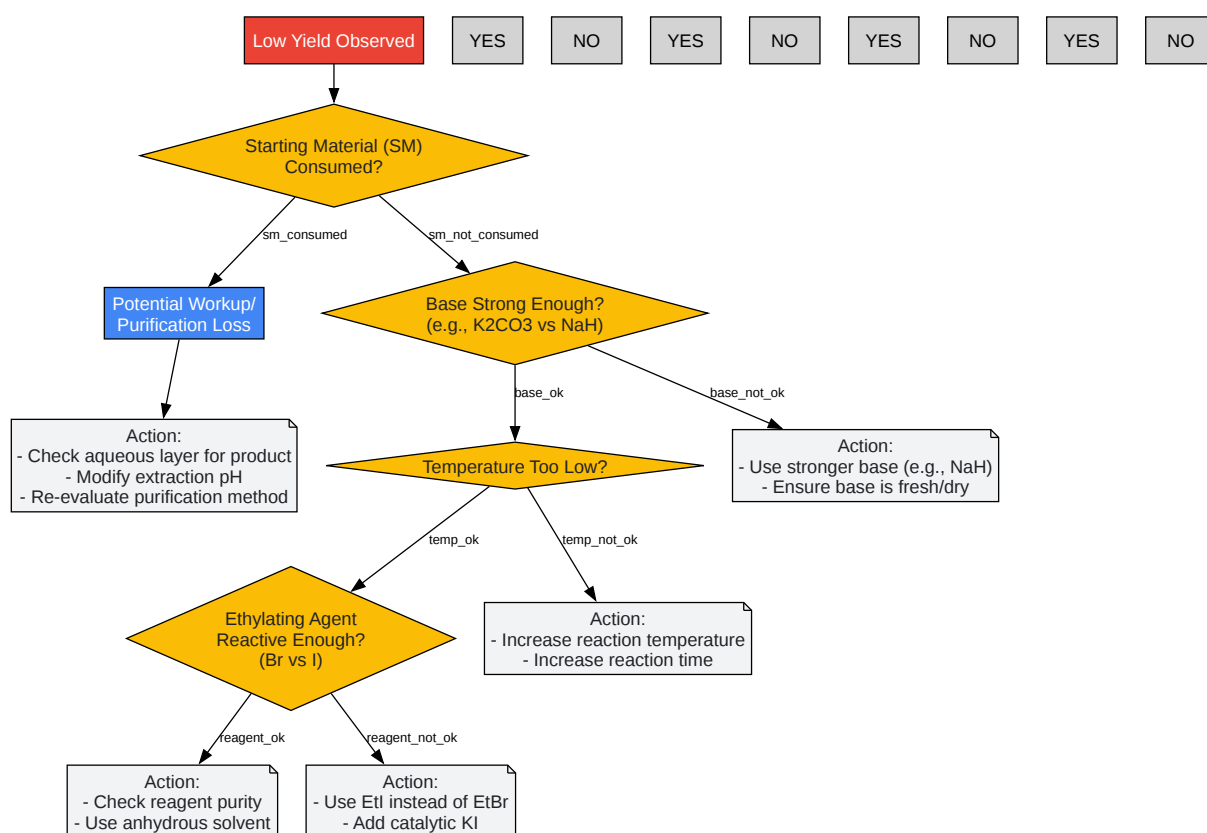 Low Yield Observed
YES
NO
YES
NO
YES
NO
YES
NO
Starting Material (SM)
Consumed?
sm_consumed
sm_not_consumed
Potential Workup/
Purification Loss
Base Strong Enough?
(e.g., K2CO3 vs NaH)
base_ok
base_not_ok
Action:
- Check aqueous layer for product
- Modify extraction pH
- Re-evaluate purification method
Temperature Too Low?
Action:
- Use stronger base (e.g., NaH)
- Ensure base is fresh/dry
temp_ok
temp_not_ok
Ethylating Agent
Reactive Enough?
(Br vs I)
Action:
- Increase reaction temperature
- Increase reaction time
reagent_ok
reagent_not_ok
Action:
- Check reagent purity
- Use anhydrous solvent
Action:
- Use EtI instead of EtBr
- Add catalytic KI